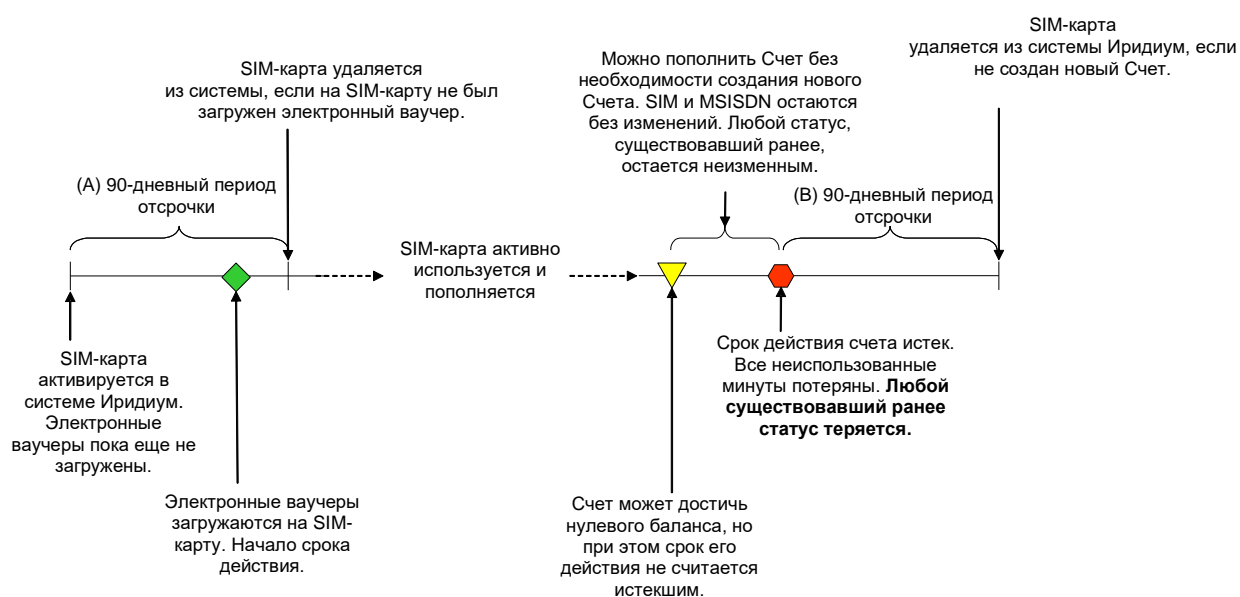 SIM-карта
удаляется из системы Иридиум, если
не создан новый Счет.
Можно пополнить Счет без
необходимости создания нового
Счета. SIM и MSISDN остаются
без изменений. Любой статус,
существовавший ранее,
остается неизменным.
SIM-карта удаляется
из системы, если на SIM-карту не был
загружен электронный ваучер.
(A) 90-дневный период
отсрочки
(B) 90-дневный период
отсрочки
SIM-карта активно
используется и
пополняется
SIM-карта
активируется в
системе Иридиум.
Электронные
ваучеры пока еще не
загружены.
Срок действия счета истек.
Все неиспользованные
минуты потеряны. Любой
существовавший ранее
статус теряется.
Электронные ваучеры
загружаются на SIM-
карту. Начало срока
действия.
Счет может достичь
нулевого баланса, но
при этом срок его
действия не считается
истекшим.